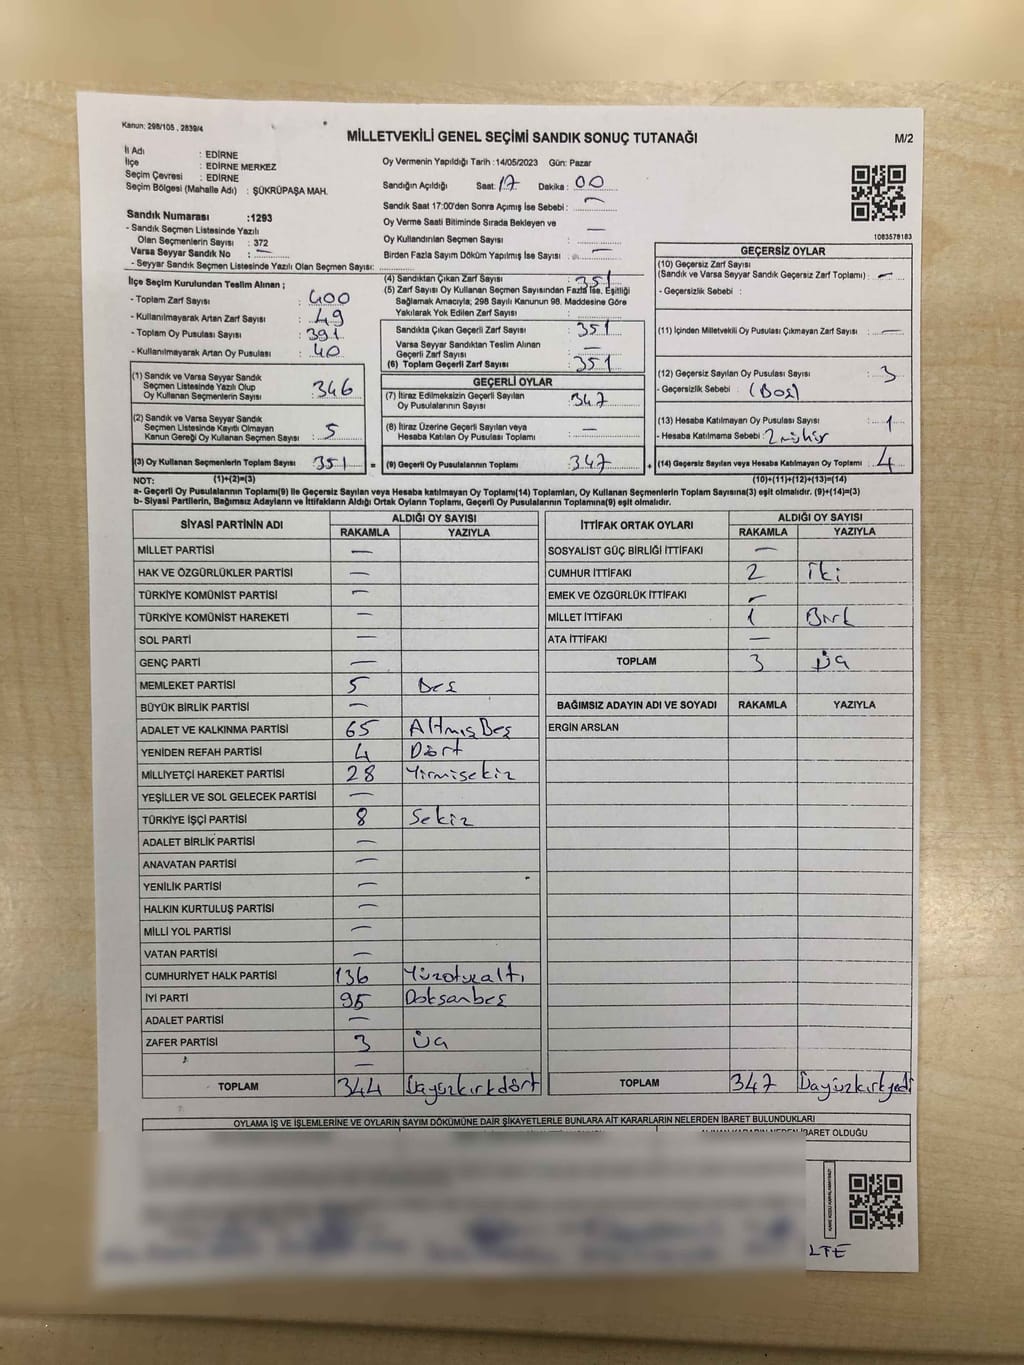 Kanun: 298/105 , 2839/4
MİLLETVEKİLİ GENEL SEÇİMİ SANDIK SONUÇ TUTANAĞI
M/2
İl Adı : EDİRNE
İlçe : EDİRNE MERKEZ
Seçim Çevresi : EDİRNE
Seçim Bölgesi (Mahalle Adı) : ŞÜKRÜPAŞA MAH.
Sandık Numarası :1293
- Sandık Seçmen Listesinde Yazılı
Olan Seçmenlerin Sayısı : 372
Varsa Seyyar Sandık No : —
- Seyyar Sandık Seçmen Listesinde Yazılı Olan Seçmen Sayısı:
İlçe Seçim Kurulundan Teslim Alınan ;
- Toplam Zarf Sayısı : 400
- Kullanılmayarak Artan Zarf Sayısı : 49
- Toplam Oy Pusulası Sayısı : 391
- Kullanılmayarak Artan Oy Pusulası : 40
(1) Sandık ve Varsa Seyyar Sandık
Seçmen Listesinde Yazılı Olup
Oy Kullanan Seçmenlerin Sayısı : 346
(2) Sandık ve Varsa Seyyar Sandık
Seçmen Listesinde Kayıtlı Olmayan
Kanun Gereği Oy Kullanan Seçmen Sayısı : 5
(3) Oy Kullanan Seçmenlerin Toplam Sayısı 351 =
Oy Vermenin Yapıldığı Tarih :14/05/2023 Gün: Pazar
Sandığın Açıldığı Saat: 17 Dakika : 00
Sandık Saat 17:00'den Sonra Açımış İse Sebebi : —
Oy Verme Saati Bitiminde Sırada Bekleyen ve
Oy Kullandırılan Seçmen Sayısı : —
Birden Fazla Sayım Döküm Yapılmış İse Sayısı : —
(4) Sandıktan Çıkan Zarf Sayısı : 351
(5) Zarf Sayısı Oy Kullanan Seçmen Sayısından Fazla İse, Eşitliği
Sağlamak Amacıyla; 298 Sayılı Kanunun 98. Maddesine Göre
Yakılarak Yok Edilen Zarf Sayısı :
Sandıkta Çıkan Geçerli Zarf Sayısı : 351
Varsa Seyyar Sandıktan Teslim Alınan
Geçerli Zarf Sayısı : —
(6) Toplam Geçerli Zarf Sayısı : 351
GEÇERLİ OYLAR
(7) İtiraz Edilmeksizin Geçerli Sayılan
Oy Pusulalarının Sayısı : 347
(8) İtiraz Üzerine Geçerli Sayılan veya
Hesaba Katılan Oy Pusulası Toplamı : —
(9) Geçerli Oy Pusulalarının Toplamı : 347 +
1083578183
GEÇERSİZ OYLAR
(10) Geçersiz Zarf Sayısı
(Sandık ve Varsa Seyyar Sandık Geçersiz Zarf Toplamı) : —
- Geçersizlik Sebebi :
(11) İçinden Milletvekili Oy Pusulası Çıkmayan Zarf Sayısı : —
(12) Geçersiz Sayılan Oy Pusulası Sayısı : 3
- Geçersizlik Sebebi : (Boş)
(13) Hesaba Katılmayan Oy Pusulası Sayısı : 1
- Hesaba Katılmama Sebebi : 2 mühür
(14) Geçersiz Sayılan veya Hesaba Katılmayan Oy Toplamı : 4
NOT: (1)+(2)=(3) (10)+(11)+(12)+(13)=(14)
a- Geçerli Oy Pusulalarının Toplamı(9) ile Geçersiz Sayılan veya Hesaba katılmayan Oy Toplamı(14) Toplamları, Oy Kullanan Seçmenlerin Toplam Sayısına(3) eşit olmalıdır. (9)+(14)=(3)
b- Siyasi Partilerin, Bağımsız Adayların ve İttifakların Aldığı Ortak Oyların Toplamı, Geçerli Oy Pusulalarının Toplamına(9) eşit olmalıdır.
SİYASİ PARTİNİN ADI ALDIĞI OY SAYISI
RAKAMLA YAZIYLA
MİLLET PARTİSİ —
HAK VE ÖZGÜRLÜKLER PARTİSİ —
TÜRKİYE KOMÜNİST PARTİSİ —
TÜRKİYE KOMÜNİST HAREKETİ —
SOL PARTİ —
GENÇ PARTİ —
MEMLEKET PARTİSİ 5 Beş
BÜYÜK BİRLİK PARTİSİ —
ADALET VE KALKINMA PARTİSİ 65 AltmışBeş
YENİDEN REFAH PARTİSİ 4 Dört
MİLLİYETÇİ HAREKET PARTİSİ 28 Yirmisekiz
YEŞİLLER VE SOL GELECEK PARTİSİ —
TÜRKİYE İŞÇİ PARTİSİ 8 Sekiz
ADALET BİRLİK PARTİSİ —
ANAVATAN PARTİSİ —
YENİLİK PARTİSİ —
HALKIN KURTULUŞ PARTİSİ —
MİLLİ YOL PARTİSİ —
VATAN PARTİSİ —
CUMHURİYET HALK PARTİSİ 136 Yüzotuzaltı
İYİ PARTİ 95 Doksanbeş
ADALET PARTİSİ —
ZAFER PARTİSİ 3 Üç
—
TOPLAM 344 Üçyüzkırkdört
İTTİFAK ORTAK OYLARI ALDIĞI OY SAYISI
RAKAMLA YAZIYLA
SOSYALİST GÜÇ BİRLİĞİ İTTİFAKI —
CUMHUR İTTİFAKI 2 İki
EMEK VE ÖZGÜRLÜK İTTİFAKI —
MİLLET İTTİFAKI 1
ATA İTTİFAKI —
TOPLAM 3 Üç
BAĞIMSIZ ADAYIN ADI VE SOYADI RAKAMLA YAZIYLA
ERGİN ARSLAN
TOPLAM 347 Üçyüzkırkyedi
OYLAMA İŞ VE İŞLEMLERİNE VE OYLARIN SAYIM DÖKÜMÜNE DAİR ŞİKAYETLERLE BUNLARA AİT KARARLARIN NELERDEN İBARET BULUNDUKLARI
İBARET OLDUĞU